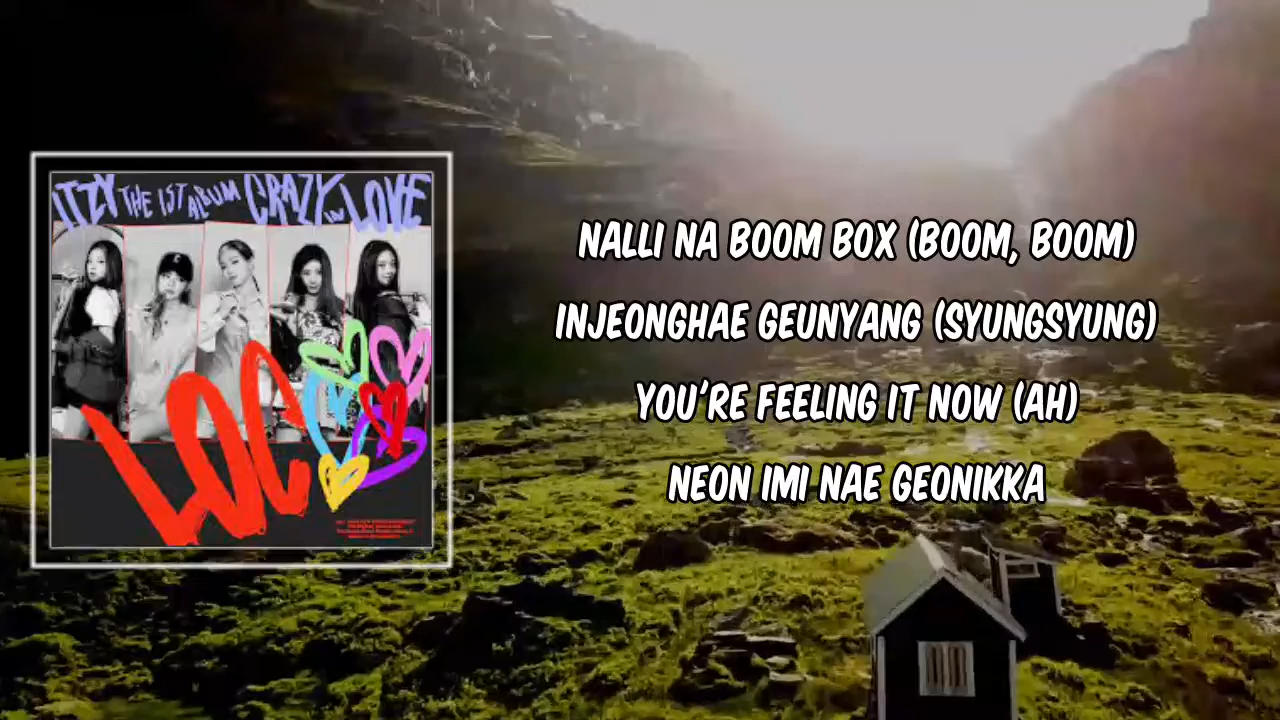 ITZY THE 1ST ALBUM CRAZY IN LOVE
LOCO
NALLI NA BOOM BOX (BOOM, BOOM)
INJEONGHAE GEUNYANG (SYUNGSYUNG)
YOU'RE FEELING IT NOW (AH)
NEON IMI NAE GEONIKKA